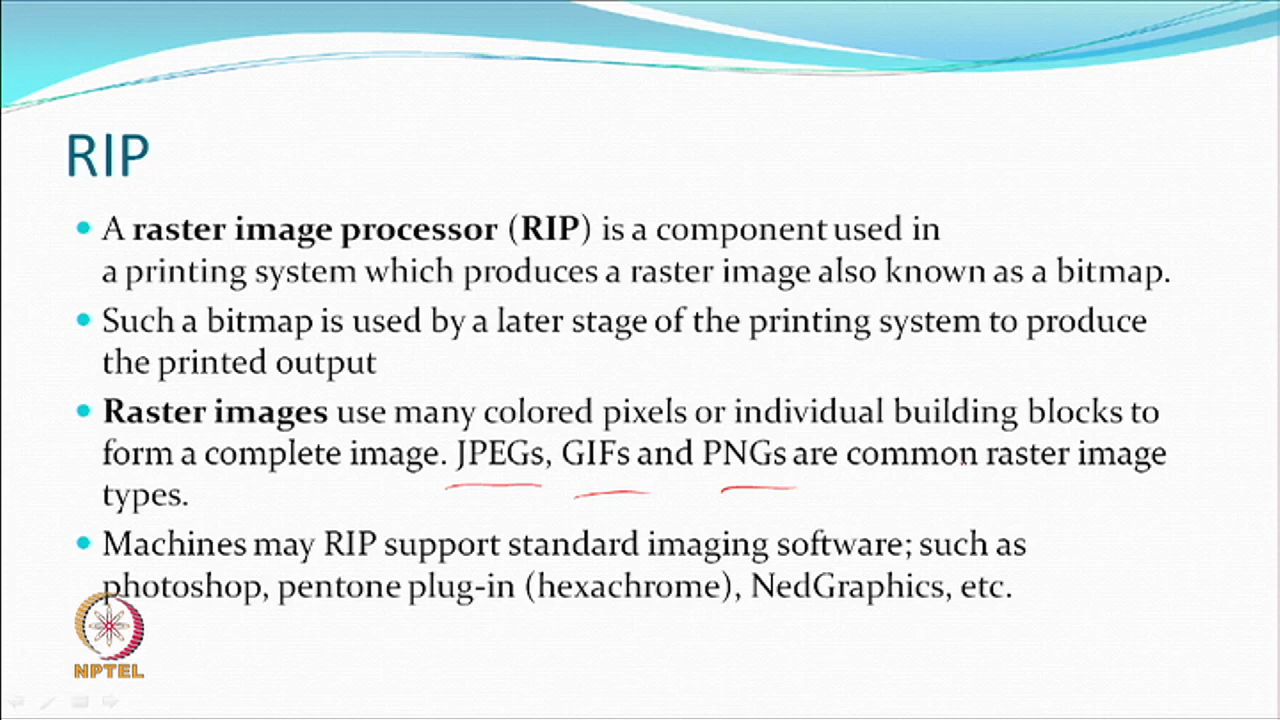 RIP
• A raster image processor (RIP) is a component used in
a printing system which produces a raster image also known as a bitmap.
• Such a bitmap is used by a later stage of the printing system to produce
the printed output
• Raster images use many colored pixels or individual building blocks to
form a complete image. JPEGs, GIFs and PNGs are common raster image
types.
• Machines may RIP support standard imaging software; such as
photoshop, pentone plug-in (hexachrome), NedGraphics, etc.
NPTEL